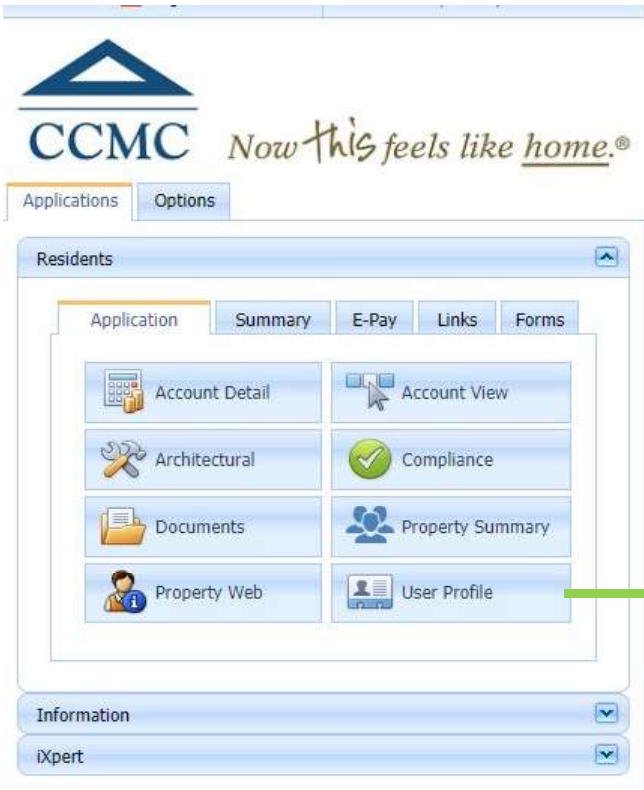 CCMC Now this feels like home.®
Applications Options
Residents
Application Summary E-Pay Links Forms
Account Detail Account View
Architectural Compliance
Documents Property Summary
Property Web User Profile
Information
iXpert